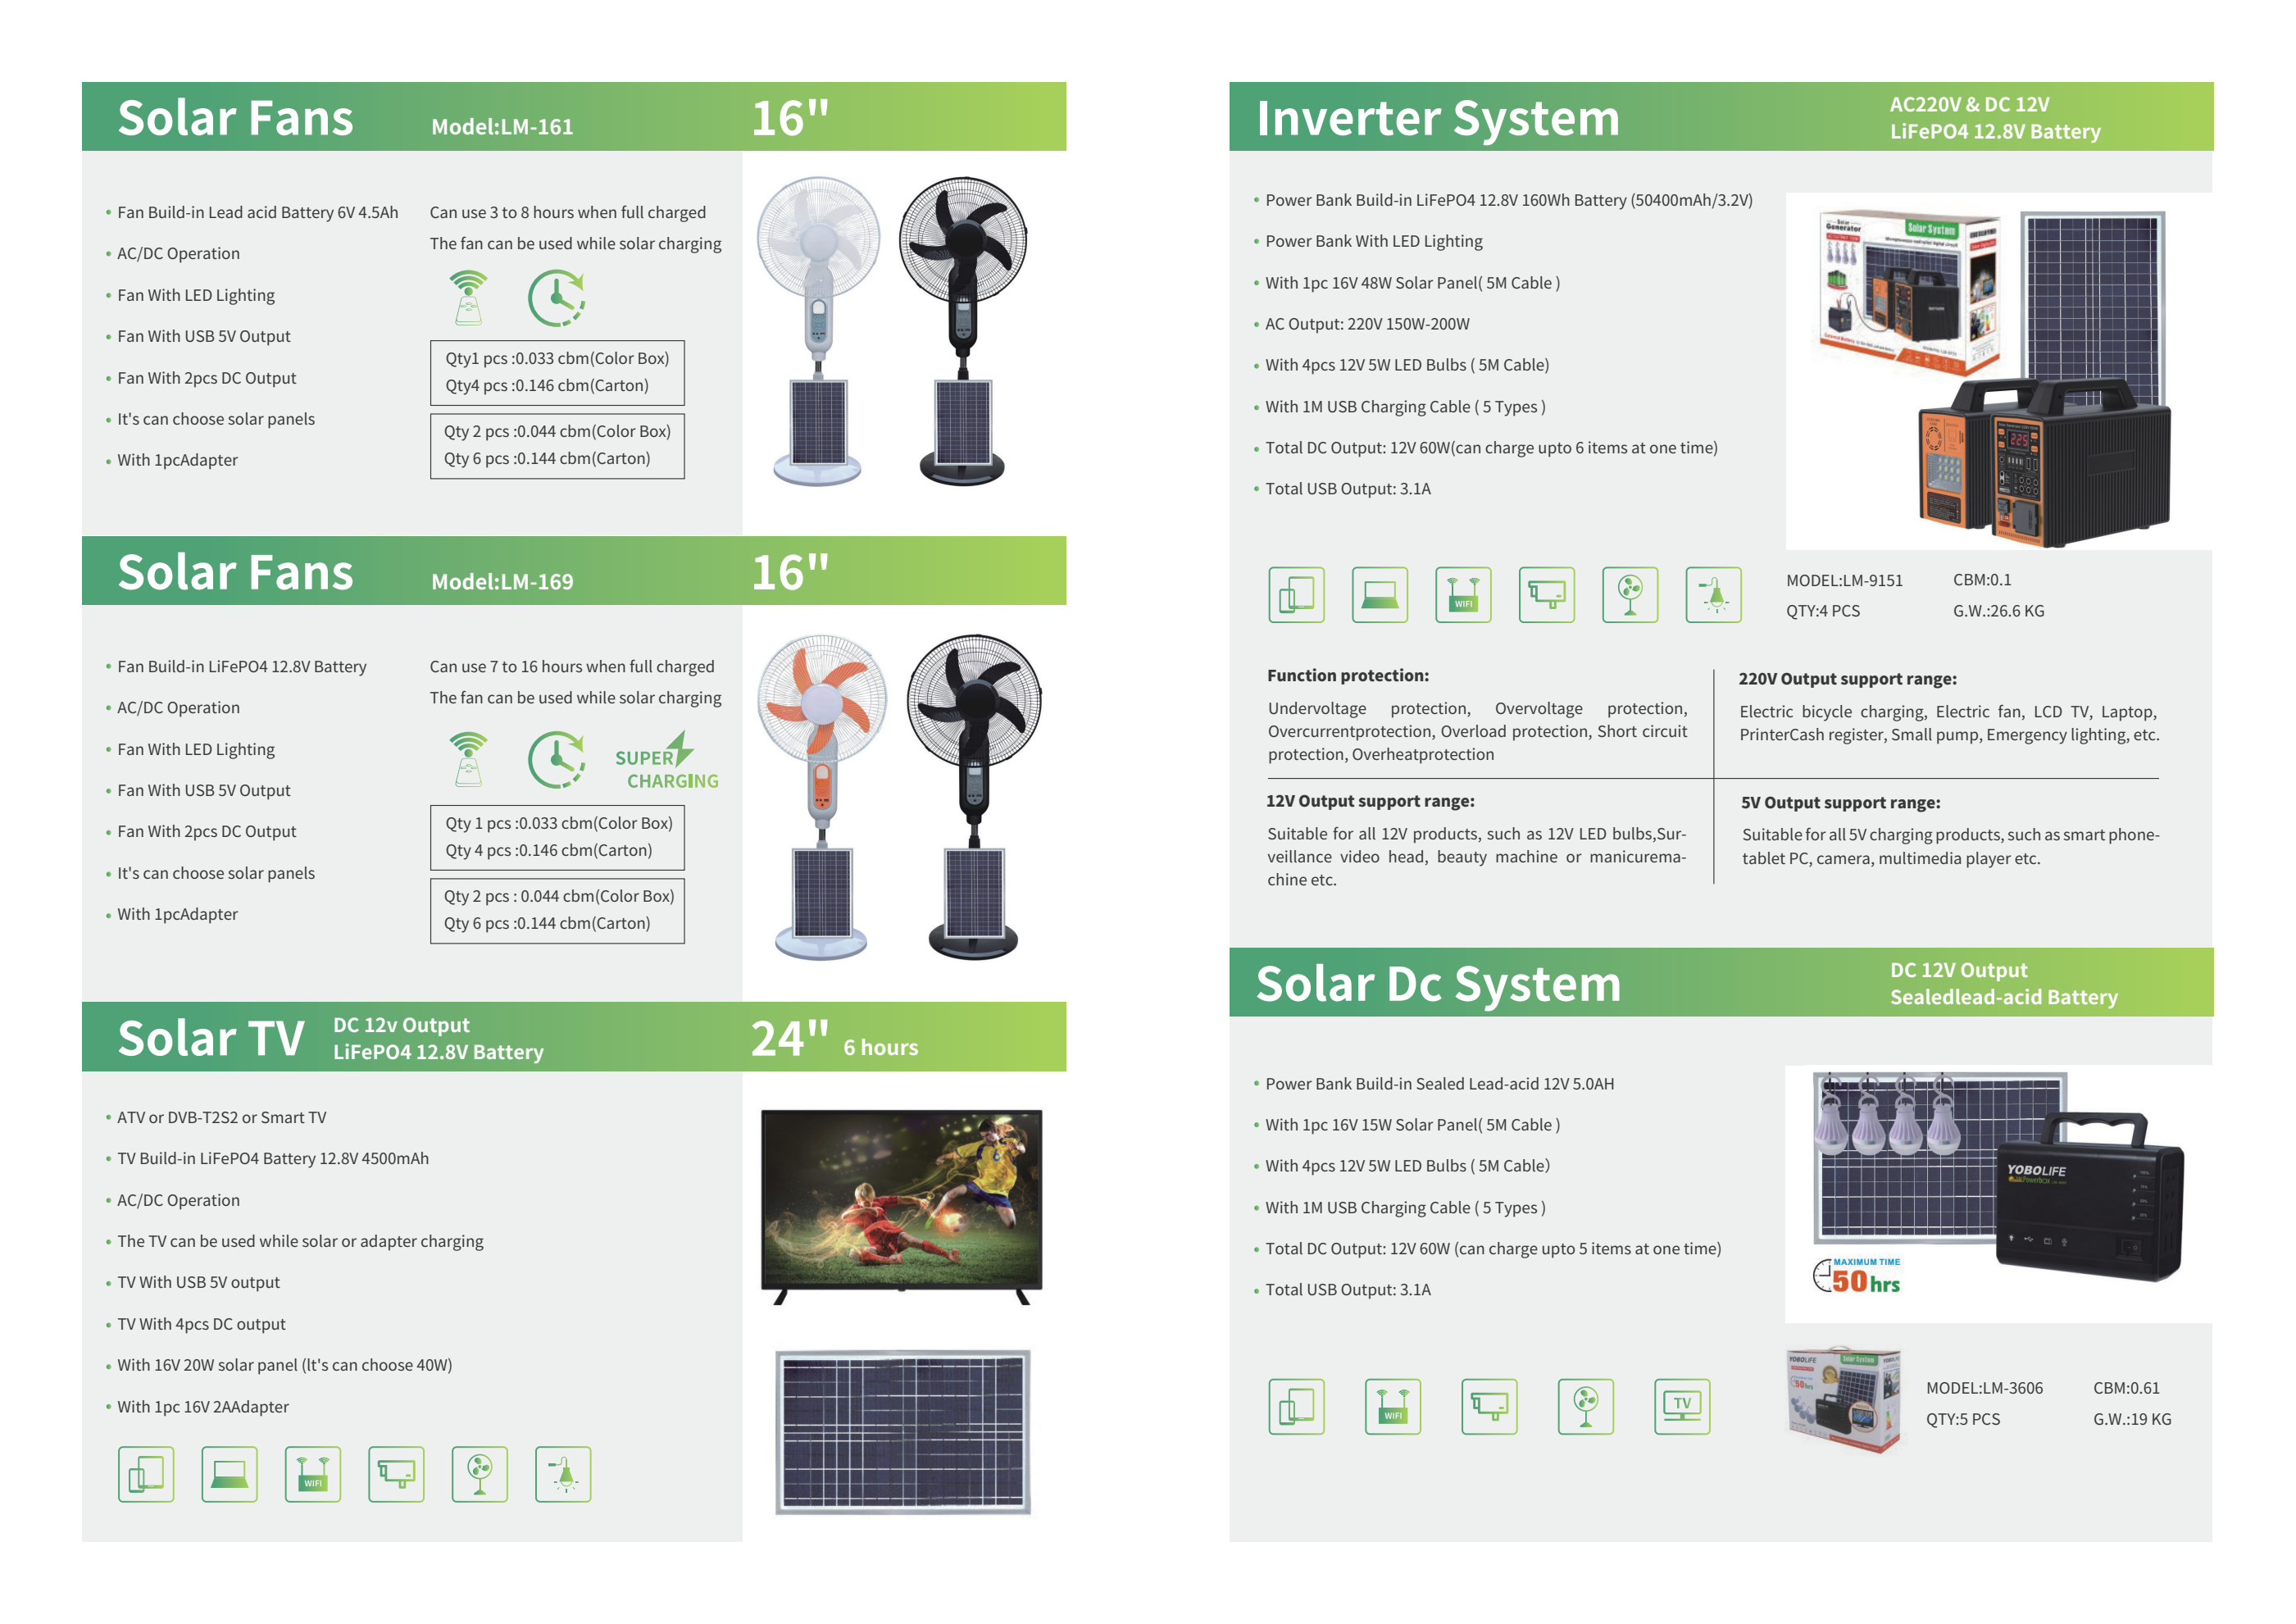 Solar Fans
Model:LM-161
16"
• Fan Build-in Lead acid Battery 6V 4.5Ah
• AC/DC Operation
• Fan With LED Lighting
• Fan With USB 5V Output
• Fan With 2pcs DC Output
• It's can choose solar panels
• With 1pcAdapter
Can use 3 to 8 hours when full charged
The fan can be used while solar charging
Qty1 pcs :0.033 cbm(Color Box)
Qty4 pcs :0.146 cbm(Carton)
Qty 2 pcs :0.044 cbm(Color Box)
Qty 6 pcs :0.144 cbm(Carton)
Solar Fans
Model:LM-169
16"
• Fan Build-in LiFePO4 12.8V Battery
• AC/DC Operation
• Fan With LED Lighting
• Fan With USB 5V Output
• Fan With 2pcs DC Output
• It's can choose solar panels
• With 1pcAdapter
Can use 7 to 16 hours when full charged
The fan can be used while solar charging
SUPER
CHARGING
Qty 1 pcs :0.033 cbm(Color Box)
Qty 4 pcs :0.146 cbm(Carton)
Qty 2 pcs : 0.044 cbm(Color Box)
Qty 6 pcs :0.144 cbm(Carton)
Solar TV
DC 12v Output
LiFePO4 12.8V Battery
24" 6 hours
• ATV or DVB-T2S2 or Smart TV
• TV Build-in LiFePO4 Battery 12.8V 4500mAh
• AC/DC Operation
• The TV can be used while solar or adapter charging
• TV With USB 5V output
• TV With 4pcs DC output
• With 16V 20W solar panel (lt's can choose 40W)
• With 1pc 16V 2AAdapter
WIFI
Inverter System
AC220V & DC 12V
LiFePO4 12.8V Battery
• Power Bank Build-in LiFePO4 12.8V 160Wh Battery (50400mAh/3.2V)
• Power Bank With LED Lighting
• With 1pc 16V 48W Solar Panel( 5M Cable )
• AC Output: 220V 150W-200W
• With 4pcs 12V 5W LED Bulbs ( 5M Cable)
• With 1M USB Charging Cable ( 5 Types )
• Total DC Output: 12V 60W(can charge upto 6 items at one time)
• Total USB Output: 3.1A
Solar
Generator
Solar System
225
WIFI
MODEL:LM-9151
CBM:0.1
QTY:4 PCS
G.W.:26.6 KG
Function protection:
Undervoltage protection, Overvoltage protection,
Overcurrentprotection, Overload protection, Short circuit
protection, Overheatprotection
220V Output support range:
Electric bicycle charging, Electric fan, LCD TV, Laptop,
PrinterCash register, Small pump, Emergency lighting, etc.
12V Output support range:
Suitable for all 12V products, such as 12V LED bulbs,Sur-
veillance video head, beauty machine or manicurema-
chine etc.
5V Output support range:
Suitable for all 5V charging products, such as smart phone-
tablet PC, camera, multimedia player etc.
Solar Dc System
DC 12V Output
Sealedlead-acid Battery
• Power Bank Build-in Sealed Lead-acid 12V 5.0AH
• With 1pc 16V 15W Solar Panel( 5M Cable )
• With 4pcs 12V 5W LED Bulbs ( 5M Cable)
• With 1M USB Charging Cable ( 5 Types )
• Total DC Output: 12V 60W (can charge upto 5 items at one time)
• Total USB Output: 3.1A
YOBOLIFE
MAXIMUM TIME
50 hrs
WIFI
TV
YOBOLIFE
Solar System
50hrs
MODEL:LM-3606
CBM:0.61
QTY:5 PCS
G.W.:19 KG